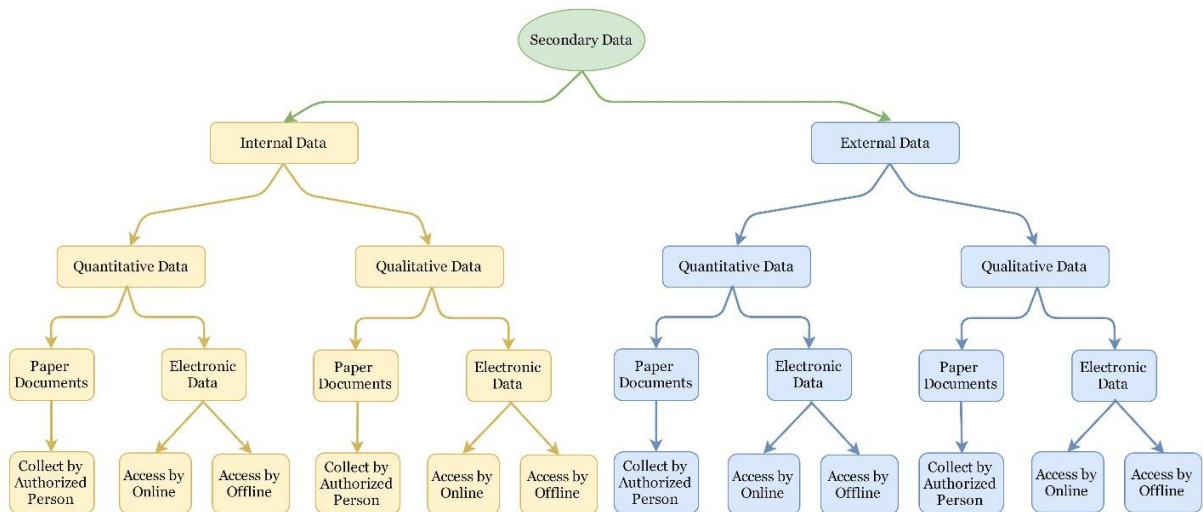 Secondary Data
Internal Data
External Data
Quantitative Data
Qualitative Data
Quantitative Data
Qualitative Data
Paper
Documents
Electronic
Data
Paper
Documents
Electronic
Data
Paper
Documents
Electronic
Data
Paper
Documents
Electronic
Data
Collect by
Authorized
Person
Access by
Online
Access by
Offline
Collect by
Authorized
Person
Access by
Online
Access by
Offline
Collect by
Authorized
Person
Access by
Online
Access by
Offline
Collect by
Authorized
Person
Access by
Online
Access by
Offline